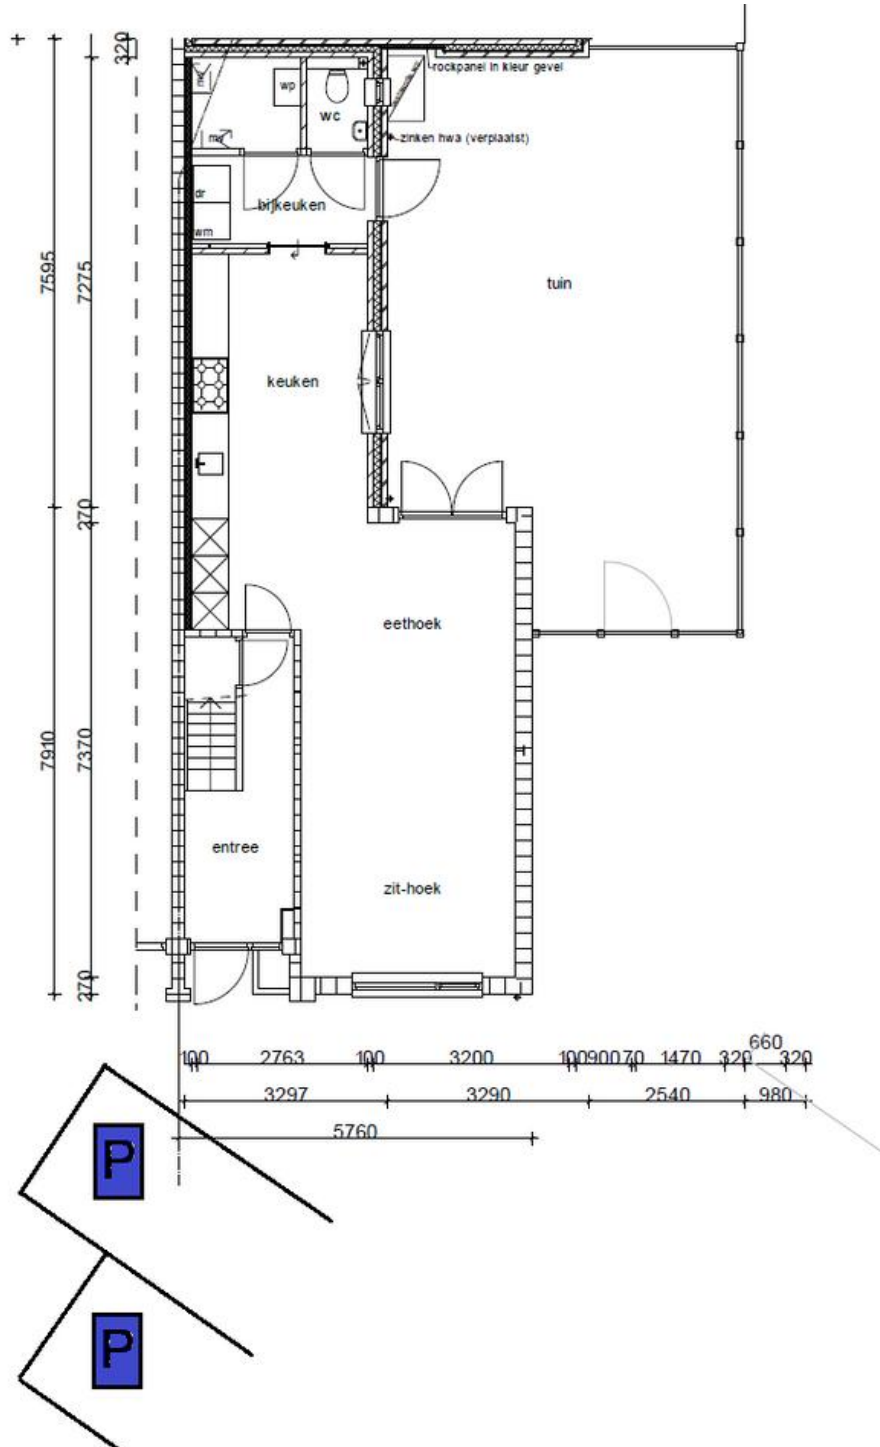 320
rockpanel in kleur gevel
wp
wc
mv
zinken hwa (verplaatst)
dr
bijkeuken
wm
7595
7275
tuin
keuken
270
eethoek
7910
7370
entree
zit-hoek
270
660
100 2763 100 3200 100 900 70 1470 320 320
3297 3290 2540 980
5760
P
P